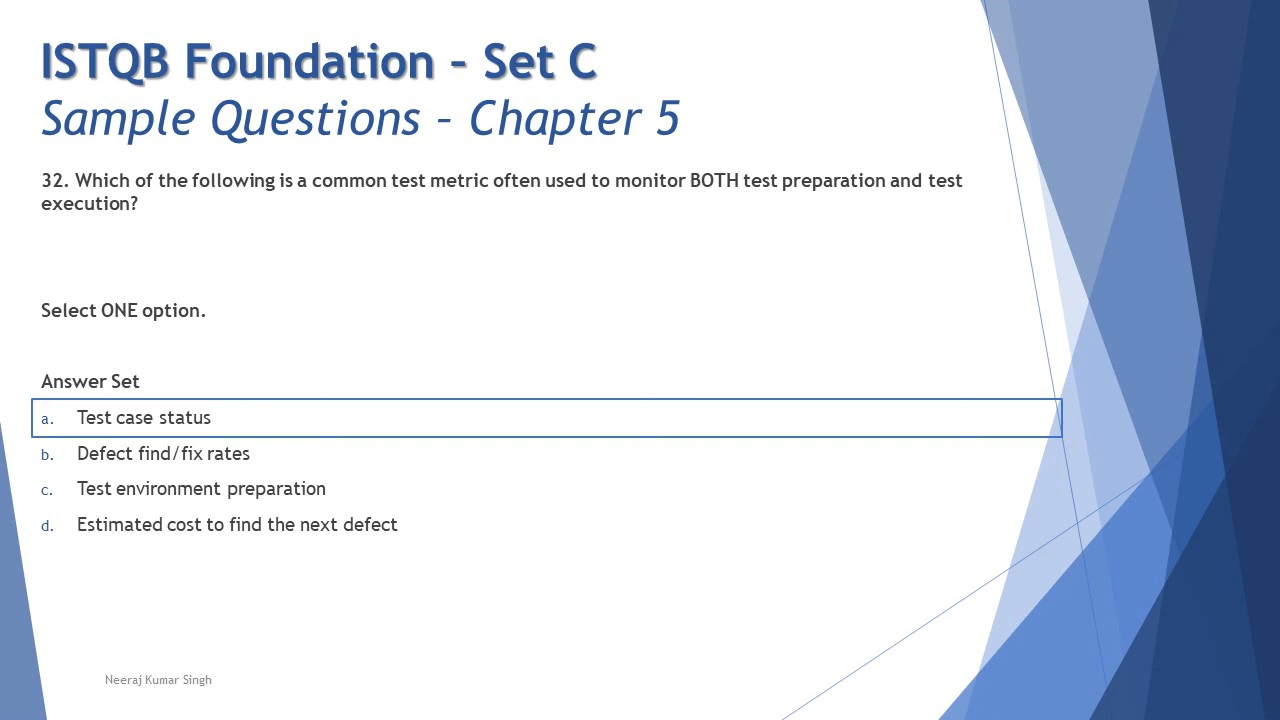 ISTQB Foundation – Set C
Sample Questions – Chapter 5
32. Which of the following is a common test metric often used to monitor BOTH test preparation and test
execution?
Select ONE option.
Answer Set
a. Test case status
b. Defect find/fix rates
c. Test environment preparation
d. Estimated cost to find the next defect
Neeraj Kumar Singh